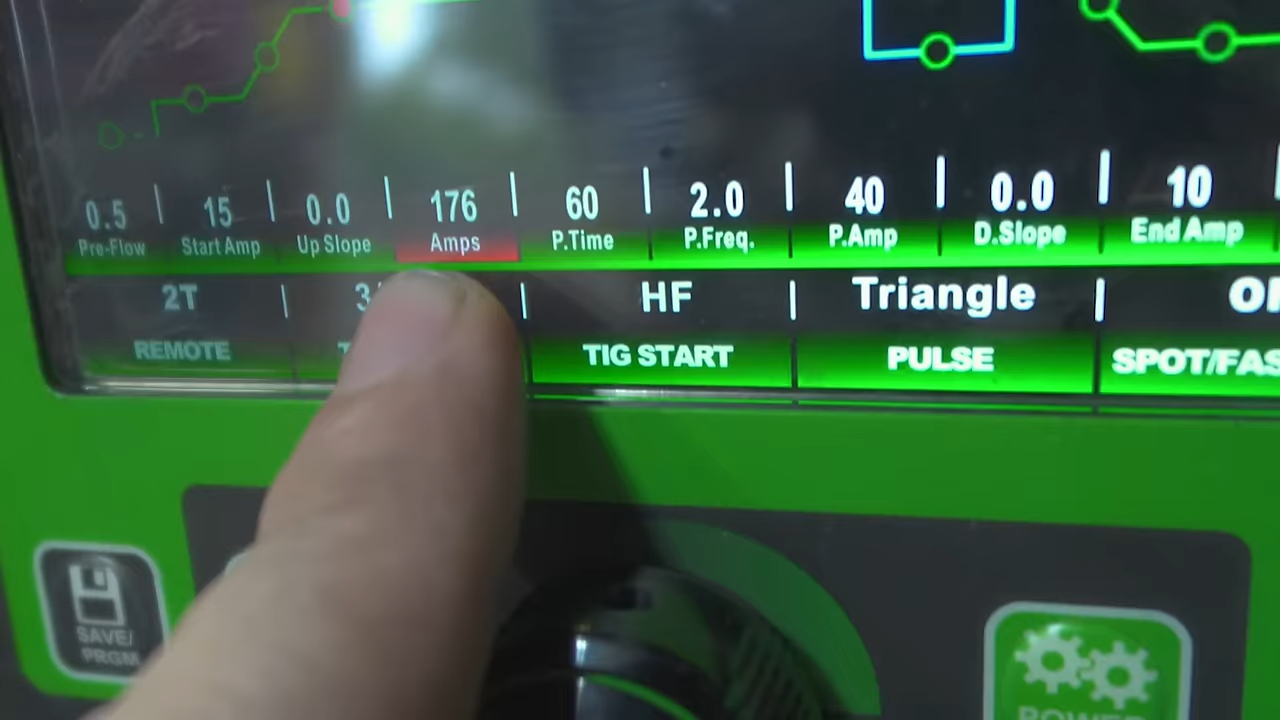 0.5 15 0.0 176 60 2.0 40 0.0 10
Pre-Flow Start Amp Up Slope Amps P.Time P.Freq. P.Amp D.Slope End Amp
2T HF Triangle
REMOTE TIG START PULSE
SAVE/
PRGM